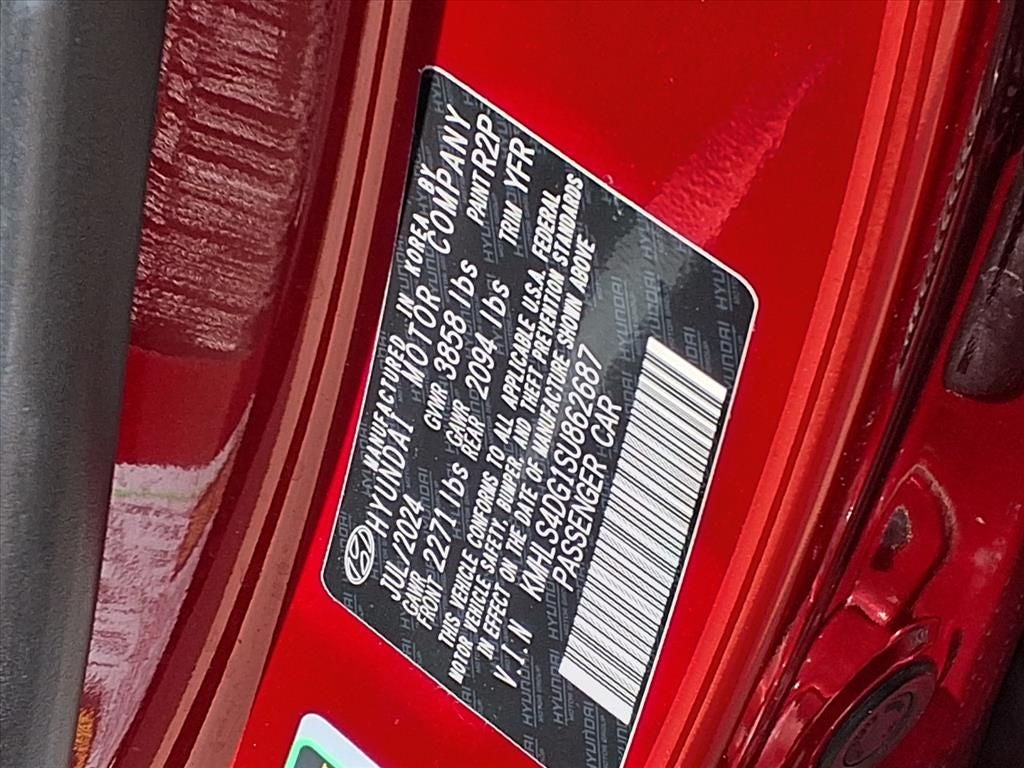 MANUFACTURED IN KOREA BY
HYUNDAI MOTOR COMPANY
JUL/2024 GVWR 3858 lbs PAINT R2P
GAWR FRONT 2271 lbs GAWR REAR 2094 lbs TRIM YFR
THIS VEHICLE CONFORMS TO ALL APPLICABLE U.S.A. FEDERAL
MOTOR VEHICLE SAFETY, BUMPER, AND THEFT PREVENTION STANDARDS
IN EFFECT ON THE DATE OF MANUFACTURE SHOWN ABOVE
V.I.N KMHLS4DG1SU862687
PASSENGER CAR